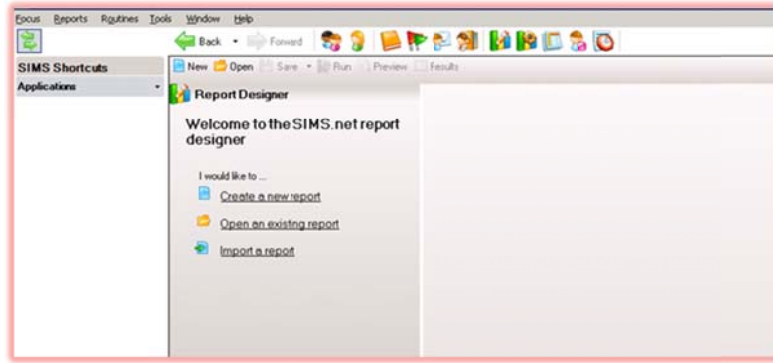 Focus Reports Routines Tools Window Help
Back Forward
SIMS Shortcuts
Applications
New Open Save Run Preview Results
Report Designer
Welcome to the SIMS.net report
designer
I would like to ...
Create a new report
Open an existing report
Import a report